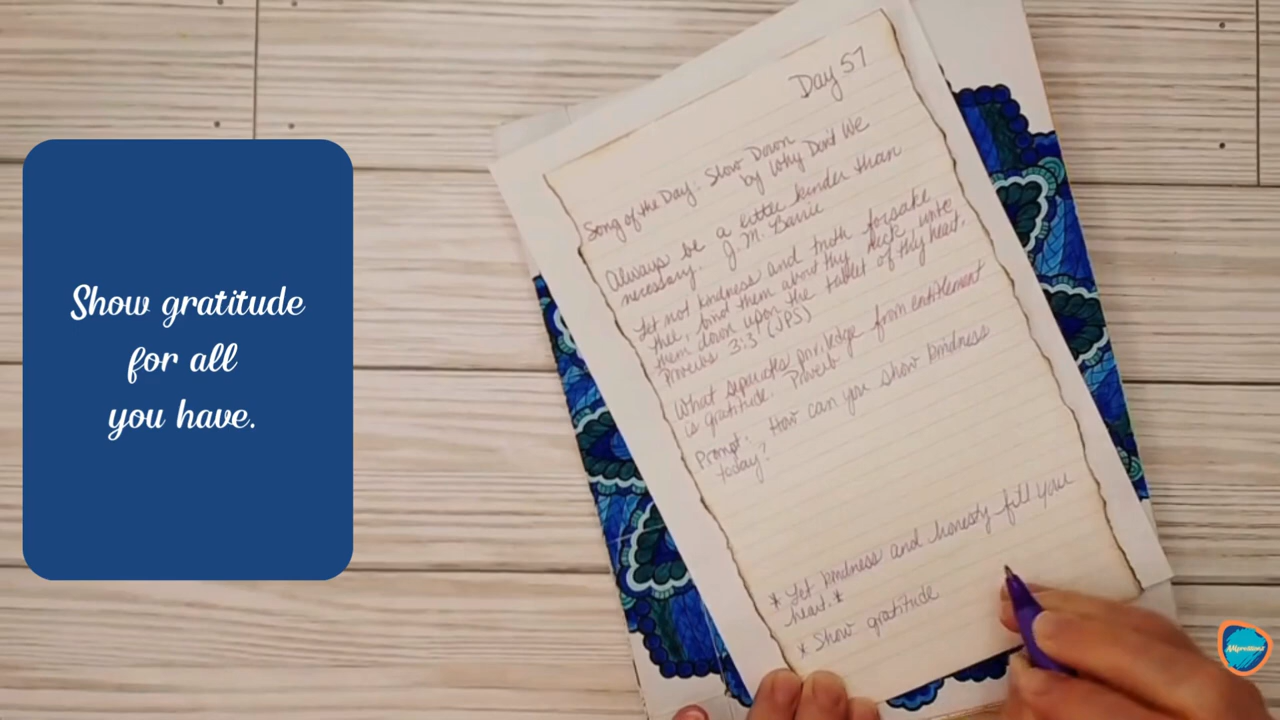 Show gratitude
for all
you have.
Day 57
Song of the Day: Slow Down
by Why Don't We
Always be a little kinder than
necessary. J.M. Barrie
Let not kindness and truth forsake
thee; bind them about thy neck, write
them down upon the tablet of thy heart.
Proverbs 3:3 (JPS)
What separates privilege from entitlement
is gratitude. Proverb
Prompt: How can you show kindness
today?
* Let kindness and honesty fill you
heart. *
* Show gratitude